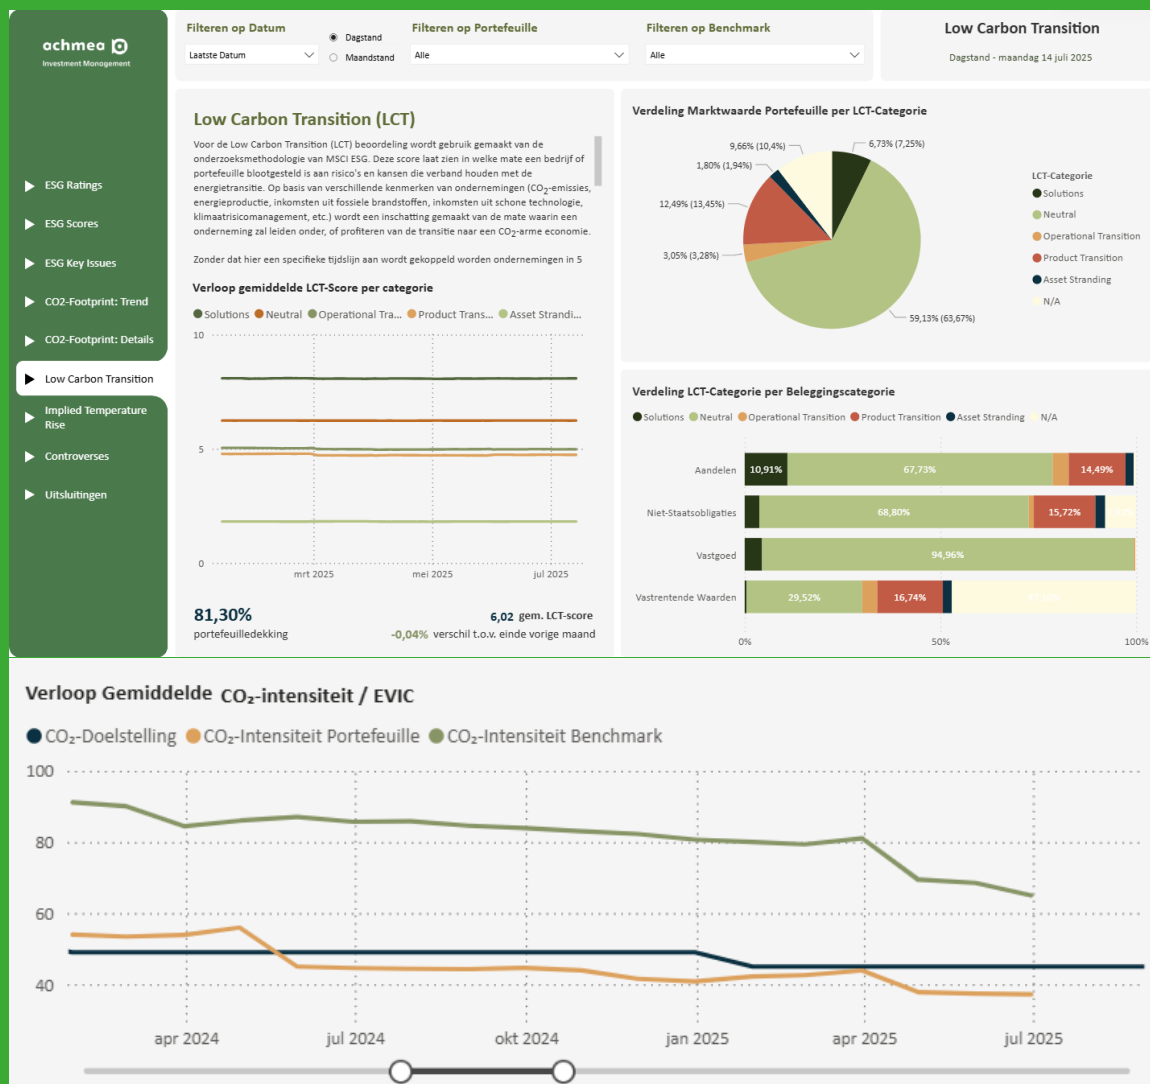 achmea
Investment Management
ESG Ratings
ESG Scores
ESG Key Issues
CO2-Footprint: Trend
CO2-Footprint: Details
Low Carbon Transition
Implied Temperature
Rise
Controverses
Uitsluitingen
Filteren op Datum
Laatste Datum
Dagstand
Maandstand
Filteren op Portefeuille
Alle
Filteren op Benchmark
Alle
Low Carbon Transition
Dagstand - maandag 14 juli 2025
Low Carbon Transition (LCT)
Voor de Low Carbon Transition (LCT) beoordeling wordt gebruik gemaakt van de
onderzoeksmethodologie van MSCI ESG. Deze score laat zien in welke mate een bedrijf of
portefeuille blootgesteld is aan risico's en kansen die verband houden met de
energietransitie. Op basis van verschillende kenmerken van ondernemingen (CO2-emissies,
energieproductie, inkomsten uit fossiele brandstoffen, inkomsten uit schone technologie,
klimaatrisicomanagement, etc.) wordt een inschatting gemaakt van de mate waarin een
onderneming zal leiden onder, of profiteren van de transitie naar een CO2-arme economie.
Zonder dat hier een specifieke tijdslijn aan wordt gekoppeld worden ondernemingen in 5
Verloop gemiddelde LCT-Score per categorie
Solutions Neutral Operational Tra... Product Trans... Asset Strandi...
10
5
0
mrt 2025 mei 2025 jul 2025
81,30%
portefeuilledekking
6,02 gem. LCT-score
-0,04% verschil t.o.v. einde vorige maand
Verdeling Marktwaarde Portefeuille per LCT-Categorie
9,66% (10,4%)
6,73% (7,25%)
1,80% (1,94%)
12,49% (13,45%)
3,05% (3,28%)
59,13% (63,67%)
LCT-Categorie
Solutions
Neutral
Operational Transition
Product Transition
Asset Stranding
N/A
Verdeling LCT-Categorie per Beleggingscategorie
Solutions Neutral Operational Transition Product Transition Asset Stranding N/A
Aandelen 10,91% 67,73% 14,49%
Niet-Staatsobligaties 68,80% 15,72%
Vastgoed 94,96%
Vastrentende Waarden 29,52% 16,74%
0% 50% 100%
Verloop Gemiddelde CO₂-intensiteit / EVIC
CO₂-Doelstelling CO₂-Intensiteit Portefeuille CO₂-Intensiteit Benchmark
100
80
60
40
apr 2024 jul 2024 okt 2024 jan 2025 apr 2025 jul 2025